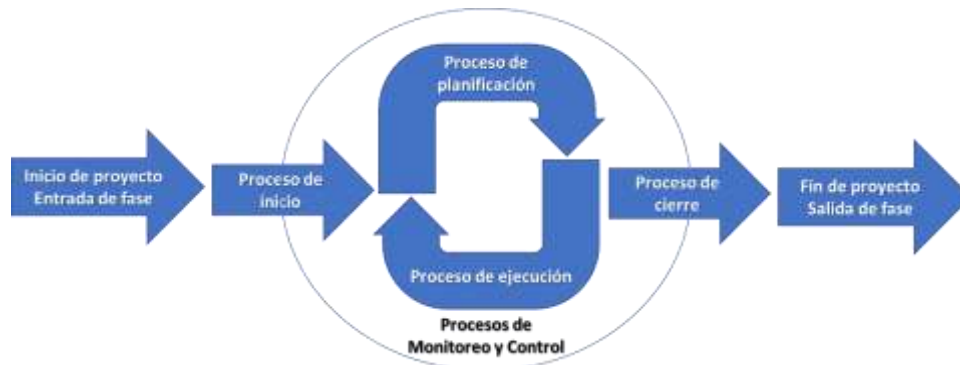 Proceso de
planificación
Inicio de proyecto
Entrada de fase
Proceso de
inicio
Proceso de
cierre
Fin de proyecto
Salida de fase
Proceso de ejecución
Procesos de
Monitoreo y Control